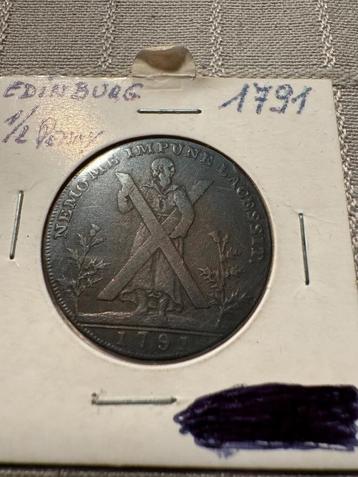 EDINBURG
1/2 Penny
1791
NEMO ME IMPUNE LACESSIT
1791